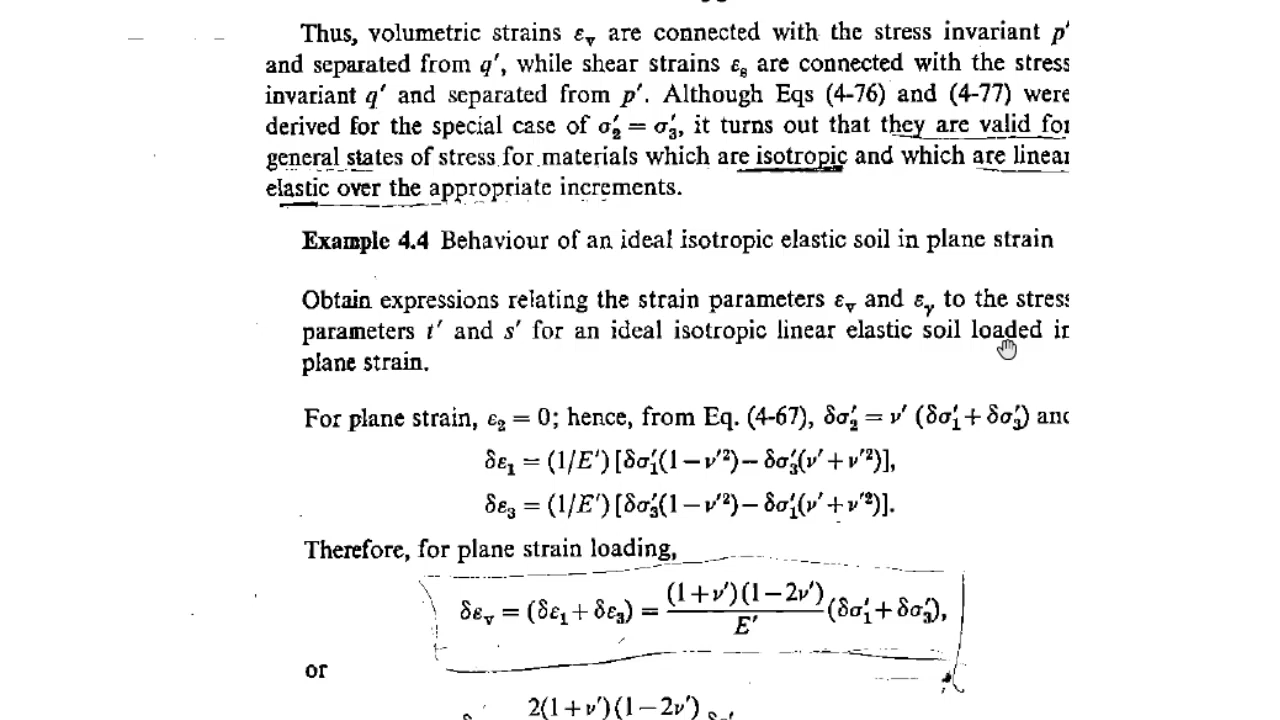 Thus, volumetric strains εᵥ are connected with the stress invariant p′
and separated from q′, while shear strains εₛ are connected with the stress
invariant q′ and separated from p′. Although Eqs (4-76) and (4-77) were
derived for the special case of σ′₂ = σ′₃, it turns out that they are valid for
general states of stress for materials which are isotropic and which are linear
elastic over the appropriate increments.
Example 4.4 Behaviour of an ideal isotropic elastic soil in plane strain
Obtain expressions relating the strain parameters εᵥ and εᵧ to the stress
parameters t′ and s′ for an ideal isotropic linear elastic soil loaded in
plane strain.
For plane strain, ε₂ = 0; hence, from Eq. (4-67), δσ′₂ = ν′ (δσ′₁ + δσ′₃) and
δε₁ = (1/E′) [δσ′₁(1 − ν′²) − δσ′₃(ν′ + ν′²)],
δε₃ = (1/E′) [δσ′₃(1 − ν′²) − δσ′₁(ν′ + ν′²)].
Therefore, for plane strain loading,
δεᵥ = (δε₁ + δε₃) = (1 + ν′)(1 − 2ν′)/E′ (δσ′₁ + δσ′₃),
or
2(1 + ν′)(1 − 2ν′)